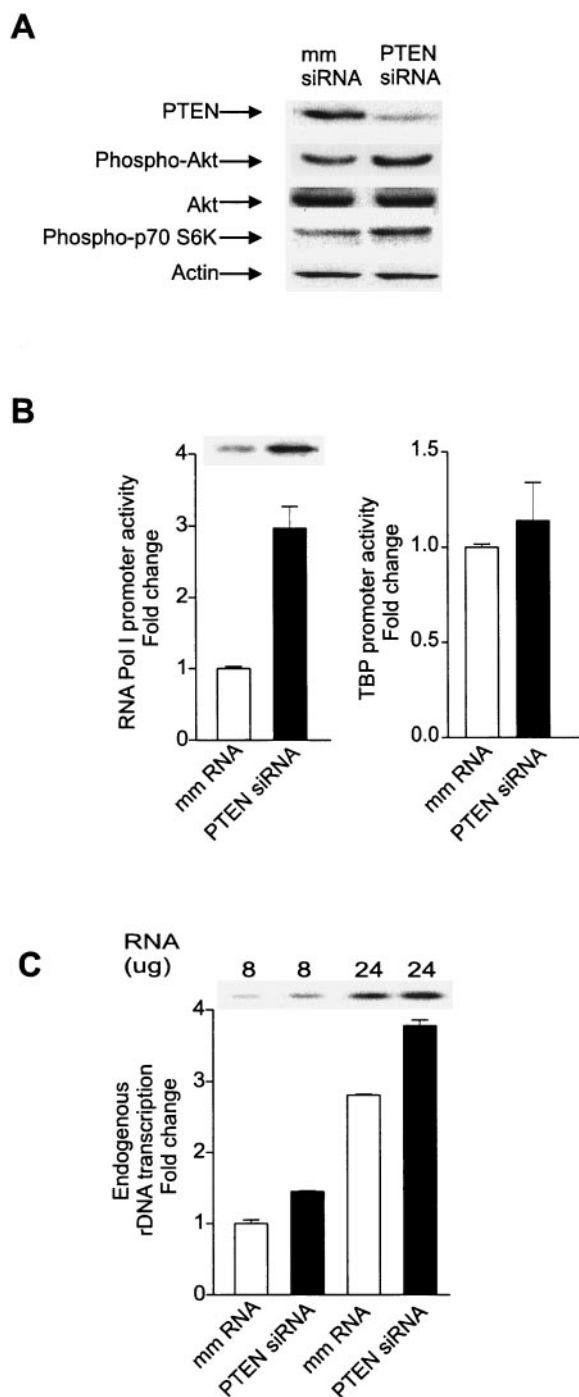 A
mm siRNA
PTEN siRNA
PTEN
Phospho-Akt
Akt
Phospho-p70 S6K
Actin
B
RNA Pol I promoter activity
Fold change
4
3
2
1
0
mm RNA
PTEN siRNA
TBP promoter activity
Fold change
1.5
1.0
0.5
0.0
mm RNA
PTEN siRNA
C
RNA
(ug)
8 8 24 24
Endogenous
rDNA transcription
Fold change
4
3
2
1
0
mm RNA
PTEN siRNA
mm RNA
PTEN siRNA